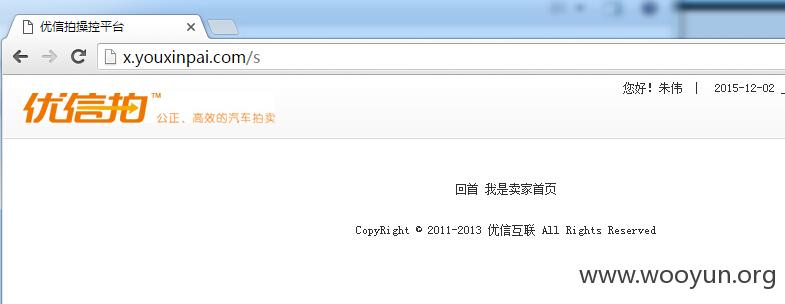 优信拍操控平台
x.youxinpai.com/s
优信拍™ 公正、高效的汽车拍卖
您好！朱伟 | 2015-12-02
回首 我是卖家首页
CopyRight © 2011-2013 优信互联 All Rights Reserved
www.wooyun.org